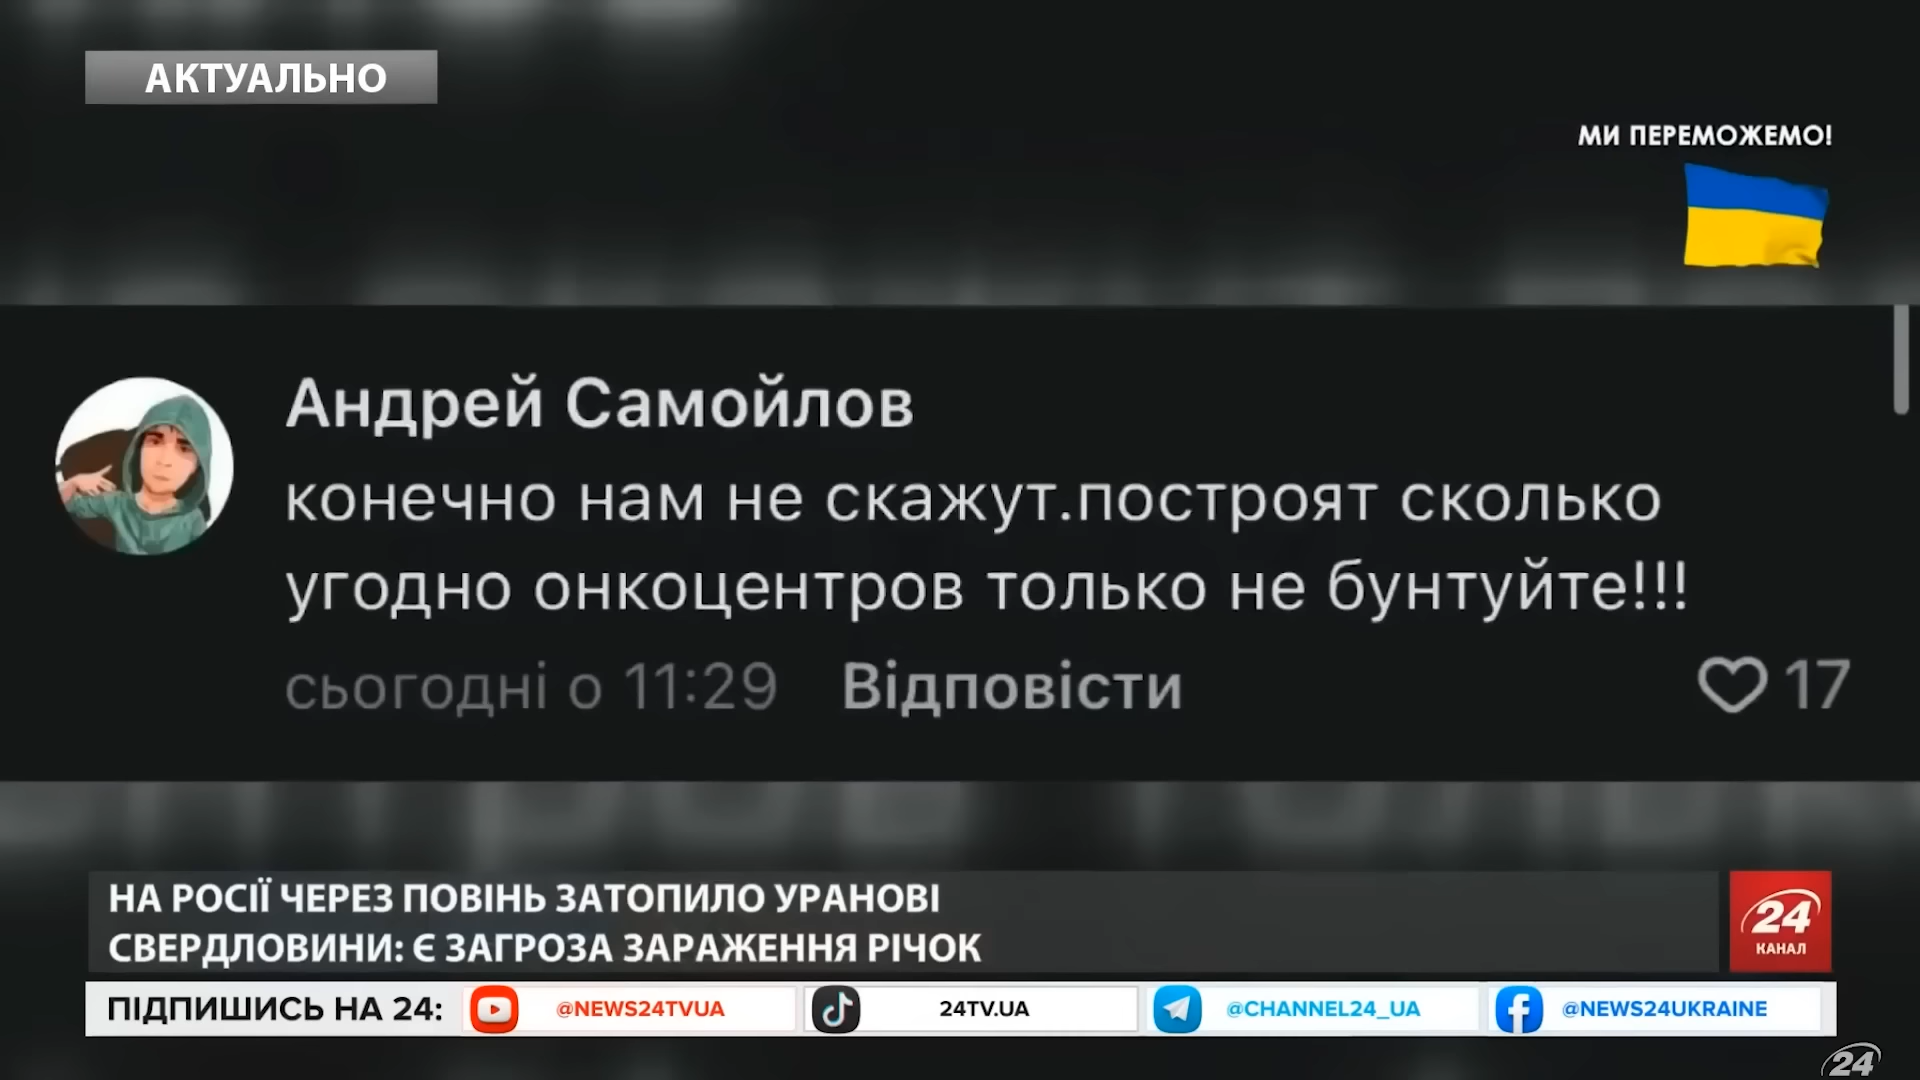 АКТУАЛЬНО
МИ ПЕРЕМОЖЕМО!
Андрей Самойлов
конечно нам не скажут.построят сколько
угодно онкоцентров только не бунтуйте!!!
сьогодні о 11:29 Відповісти 17
НА РОСІЇ ЧЕРЕЗ ПОВІНЬ ЗАТОПИЛО УРАНОВІ
СВЕРДЛОВИНИ: Є ЗАГРОЗА ЗАРАЖЕННЯ РІЧОК
24
КАНАЛ
ПІДПИШИСЬ НА 24: @NEWS24TVUA 24TV.UA @CHANNEL24_UA @NEWS24UKRAINE
24